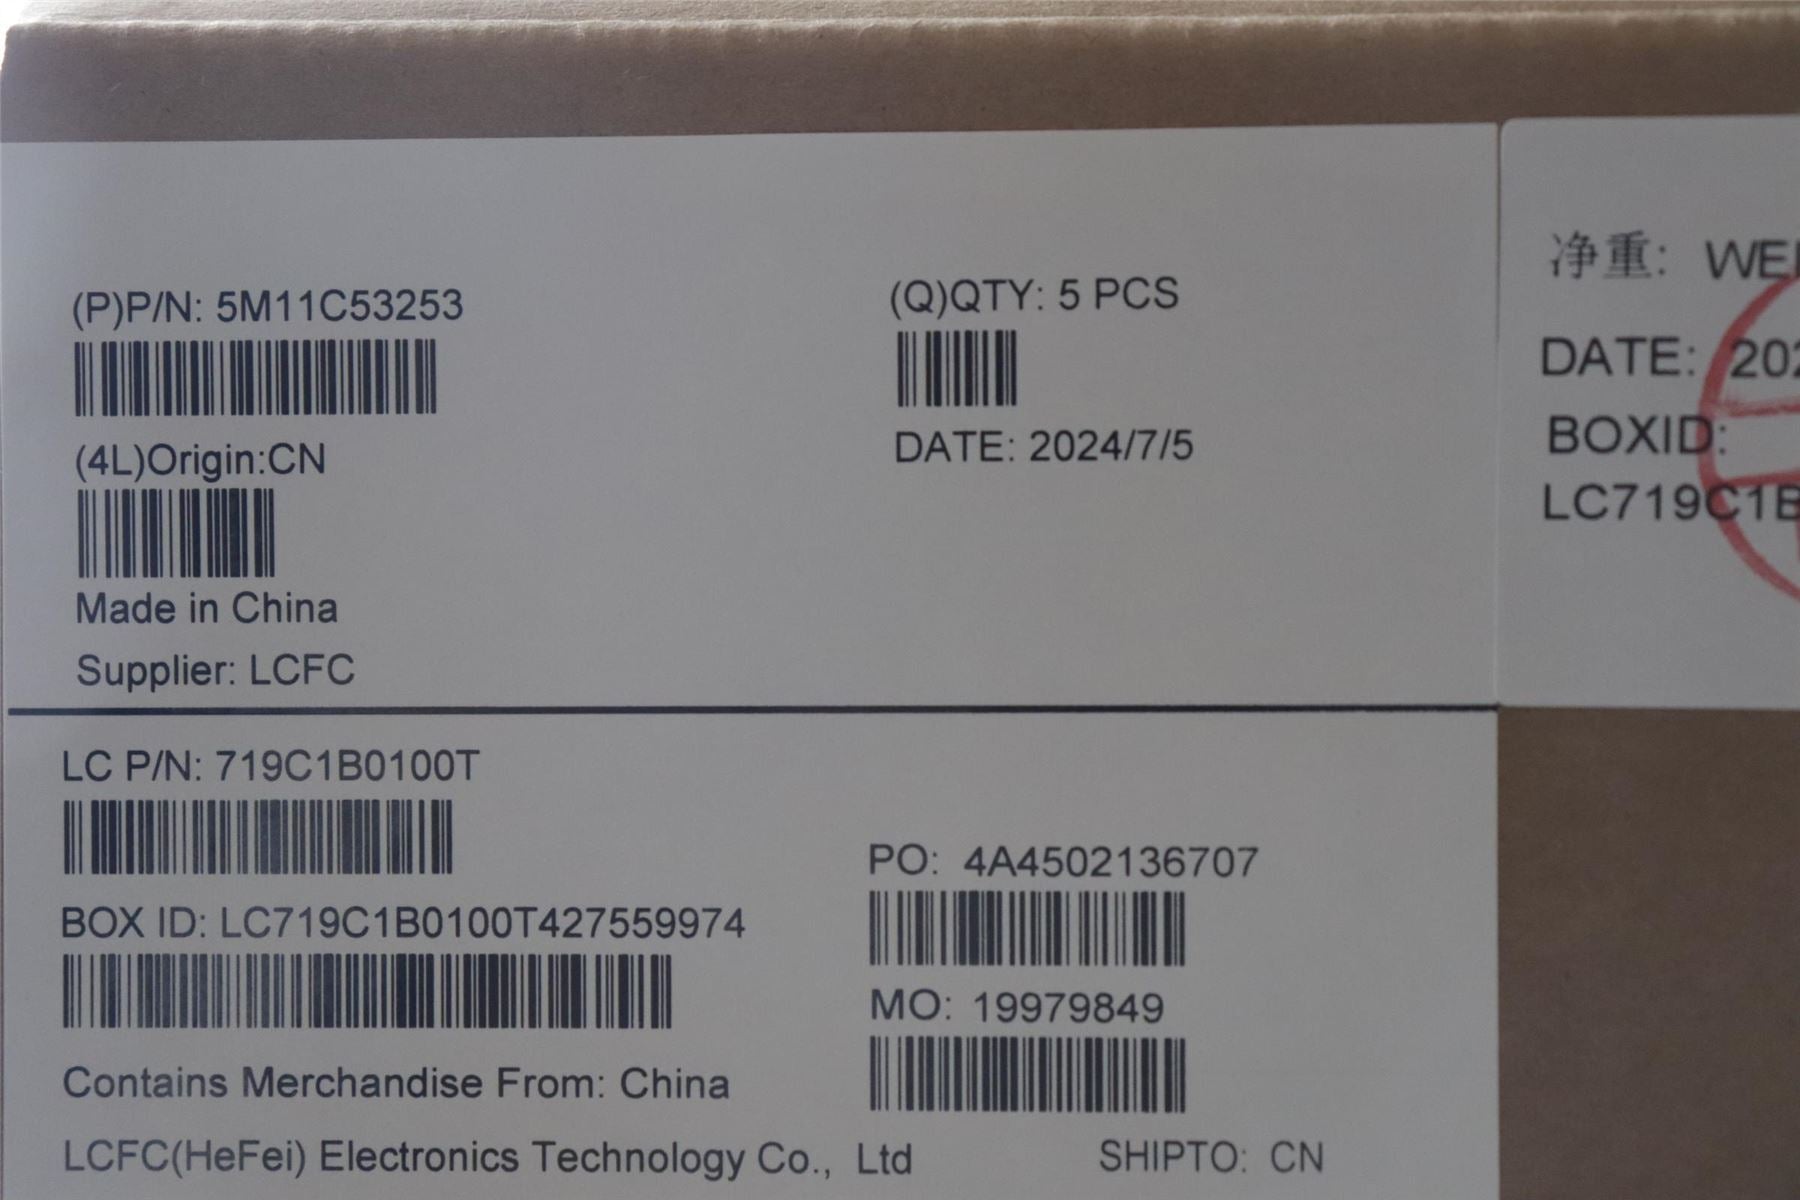 (P)P/N: 5M11C53253
(Q)QTY: 5 PCS
(4L)Origin:CN
DATE: 2024/7/5
Made in China
Supplier: LCFC
LC P/N: 719C1B0100T
PO: 4A4502136707
BOX ID: LC719C1B0100T427559974
MO: 19979849
Contains Merchandise From: China
LCFC(HeFei) Electronics Technology Co., Ltd
SHIPTO: CN
净重:
DATE:
BOXID:
LC719C1B